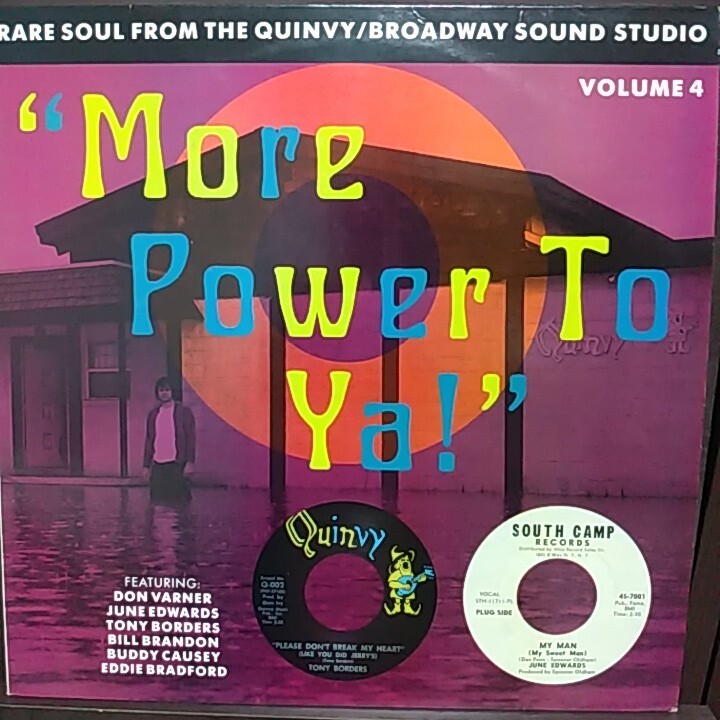 RARE SOUL FROM THE QUINVY/BROADWAY SOUND STUDIO
VOLUME 4
"More
Power To
Ya!"
Quinvy
FEATURING:
DON VARNER
JUNE EDWARDS
TONY BORDERS
BILL BRANDON
BUDDY CAUSEY
EDDIE BRADFORD
Quinvy
Q-002
"PLEASE DON'T BREAK MY HEART"
(LIKE YOU DID JERRY'S)
TONY BORDERS
SOUTH CAMP
RECORDS
VOCAL
45-7001
PLUG SIDE
MY MAN
(My Sweet Man)
JUNE EDWARDS
Produced by Spooner Oldham